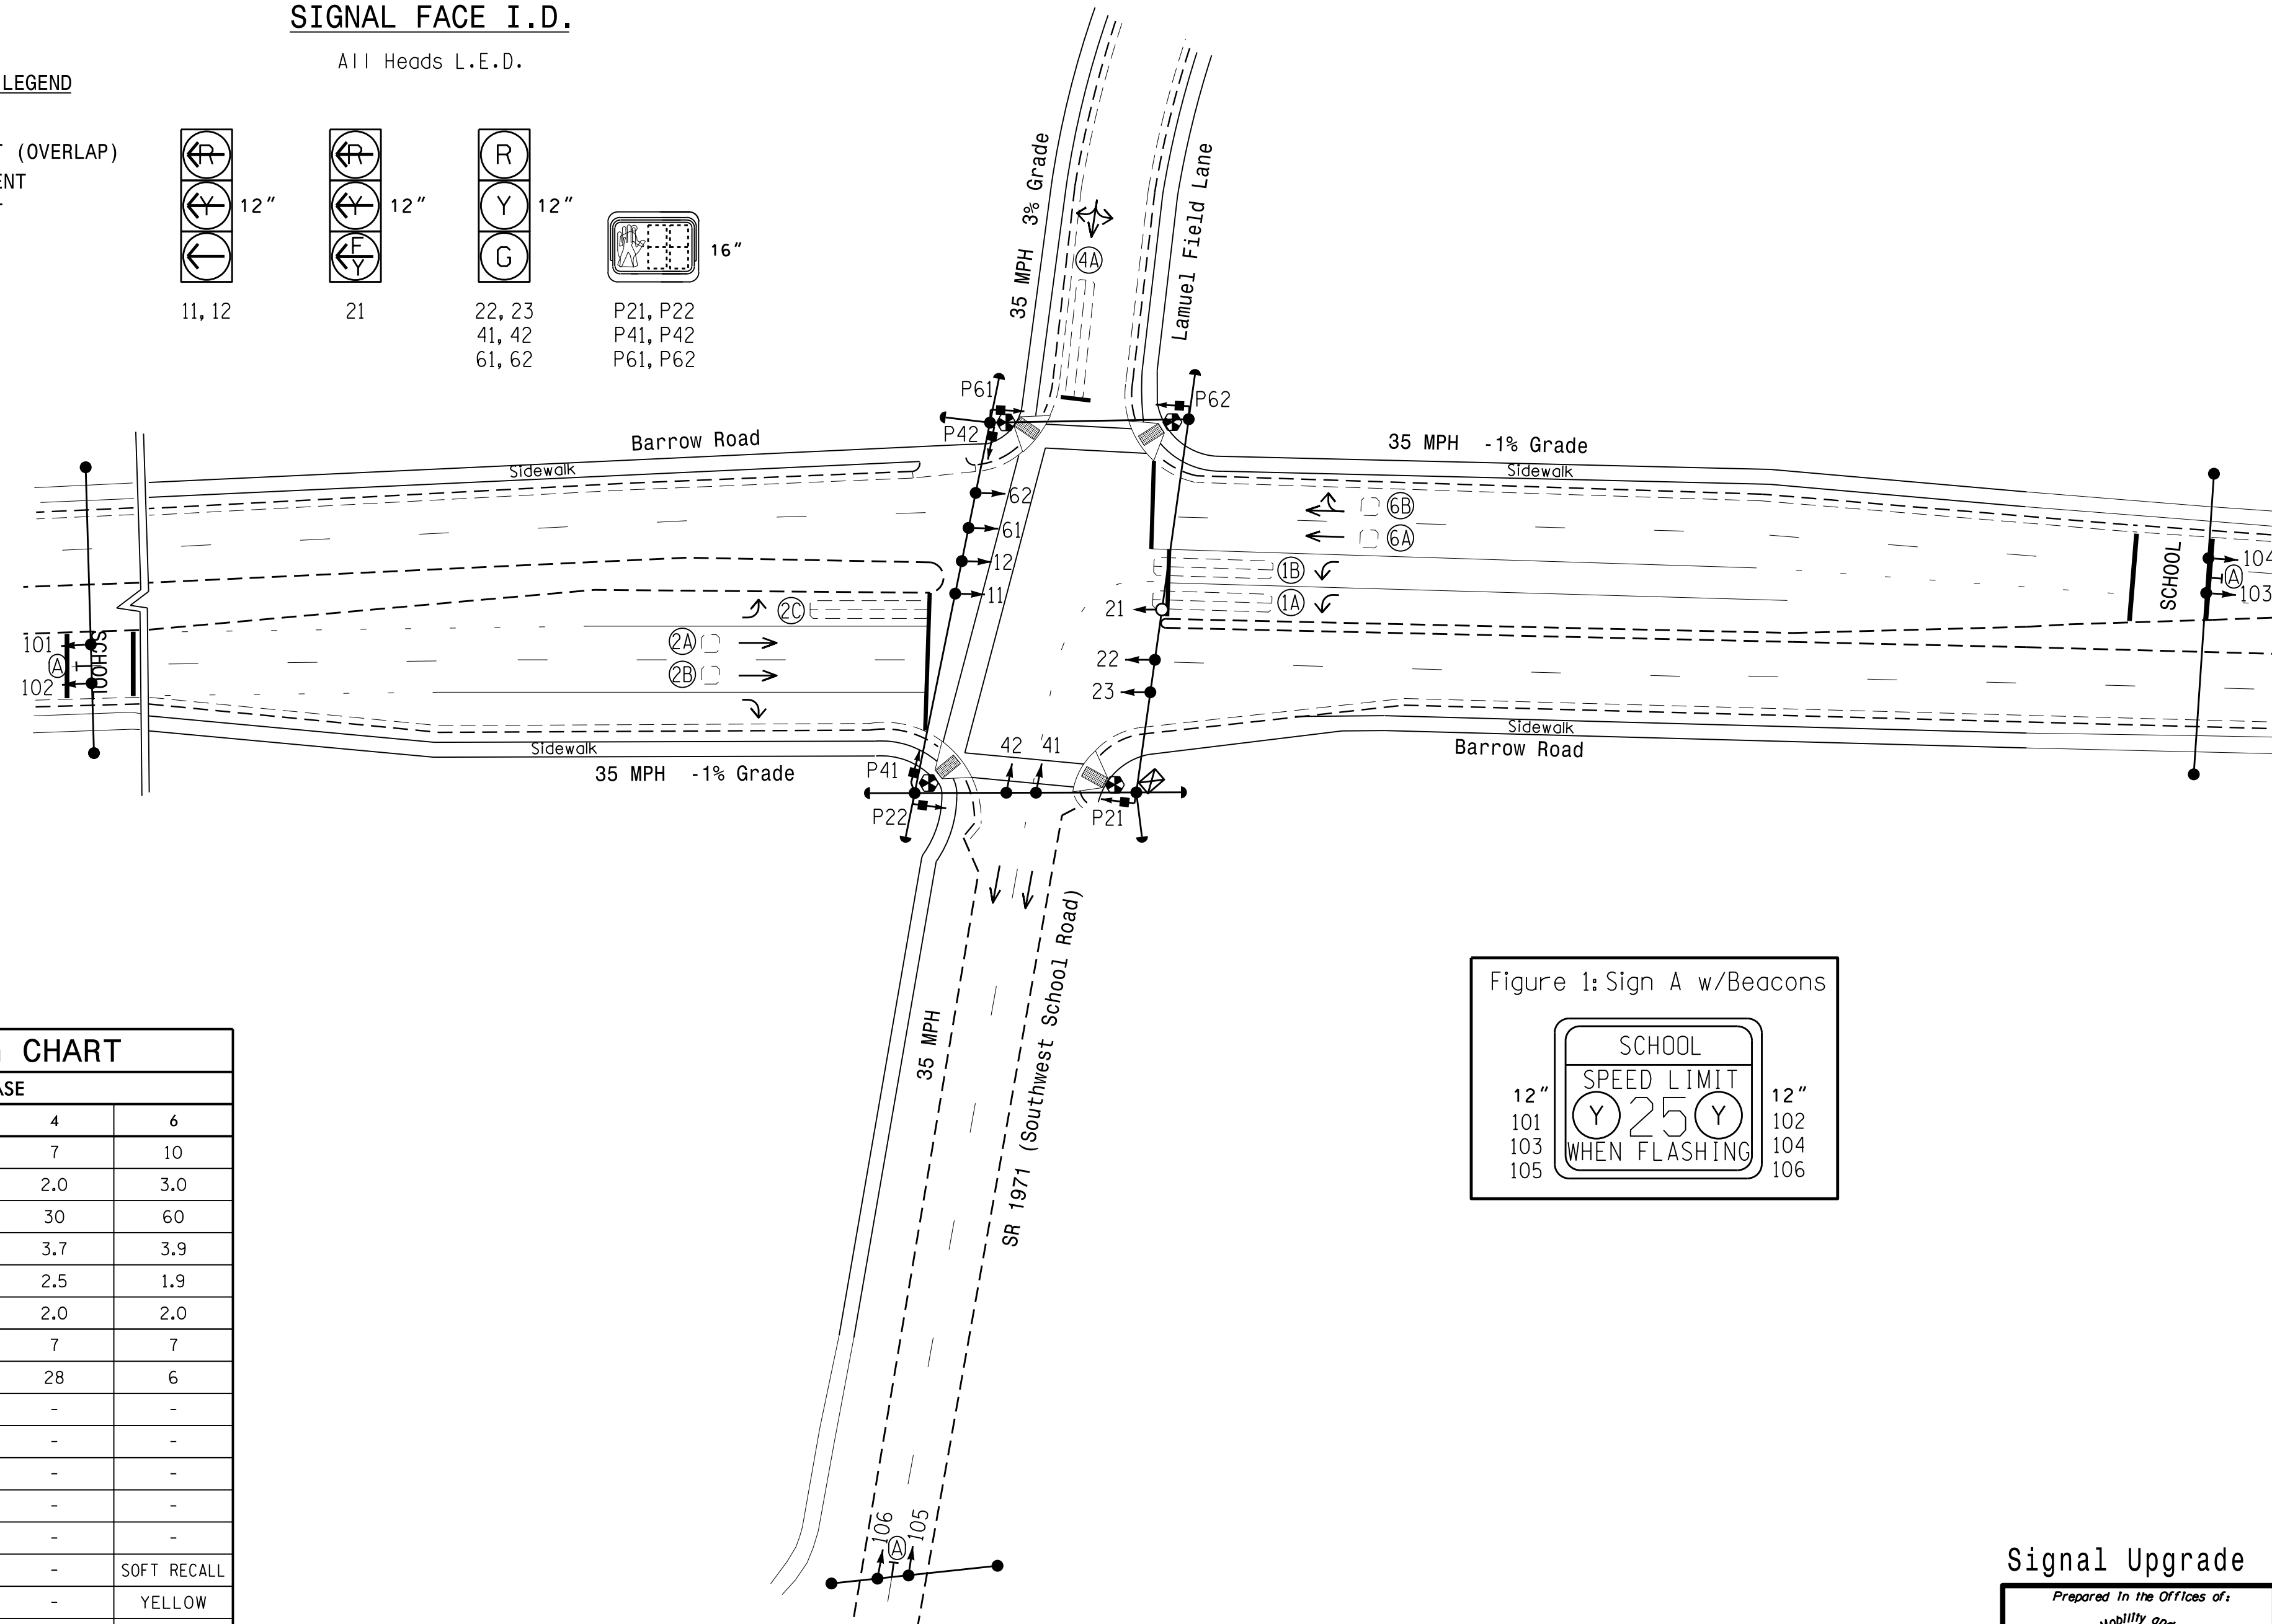 SIGNAL FACE I.D.
All Heads L.E.D.
LEGEND
(OVERLAP)
R
Y
12"
11, 12
R
Y
F
Y
12"
21
R
Y
G
12"
22, 23
41, 42
61, 62
16"
P21, P22
P41, P42
P61, P62
35 MPH 3% Grade
Lamuel Field Lane
4A
P61
P62
P42
Barrow Road
Sidewalk
35 MPH -1% Grade
Sidewalk
62
61
12
11
6B
6A
1B
1A
2C
2A
2B
21
22
23
101
A
102
SCHOOL
SCHOOL
104
A
103
Sidewalk
35 MPH -1% Grade
Sidewalk
Barrow Road
42
41
P41
P22
P21
35 MPH
SR 1971 (Southwest School Road)
106
A
105
Figure 1: Sign A w/Beacons
SCHOOL
SPEED LIMIT
Y 25 Y
WHEN FLASHING
12"
101
103
105
12"
102
104
106
CHART
4 6
7 10
2.0 3.0
30 60
3.7 3.9
2.5 1.9
2.0 2.0
7 7
28 6
- -
- -
- -
- -
- -
- SOFT RECALL
- YELLOW
Signal Upgrade
Prepared in the Offices of: